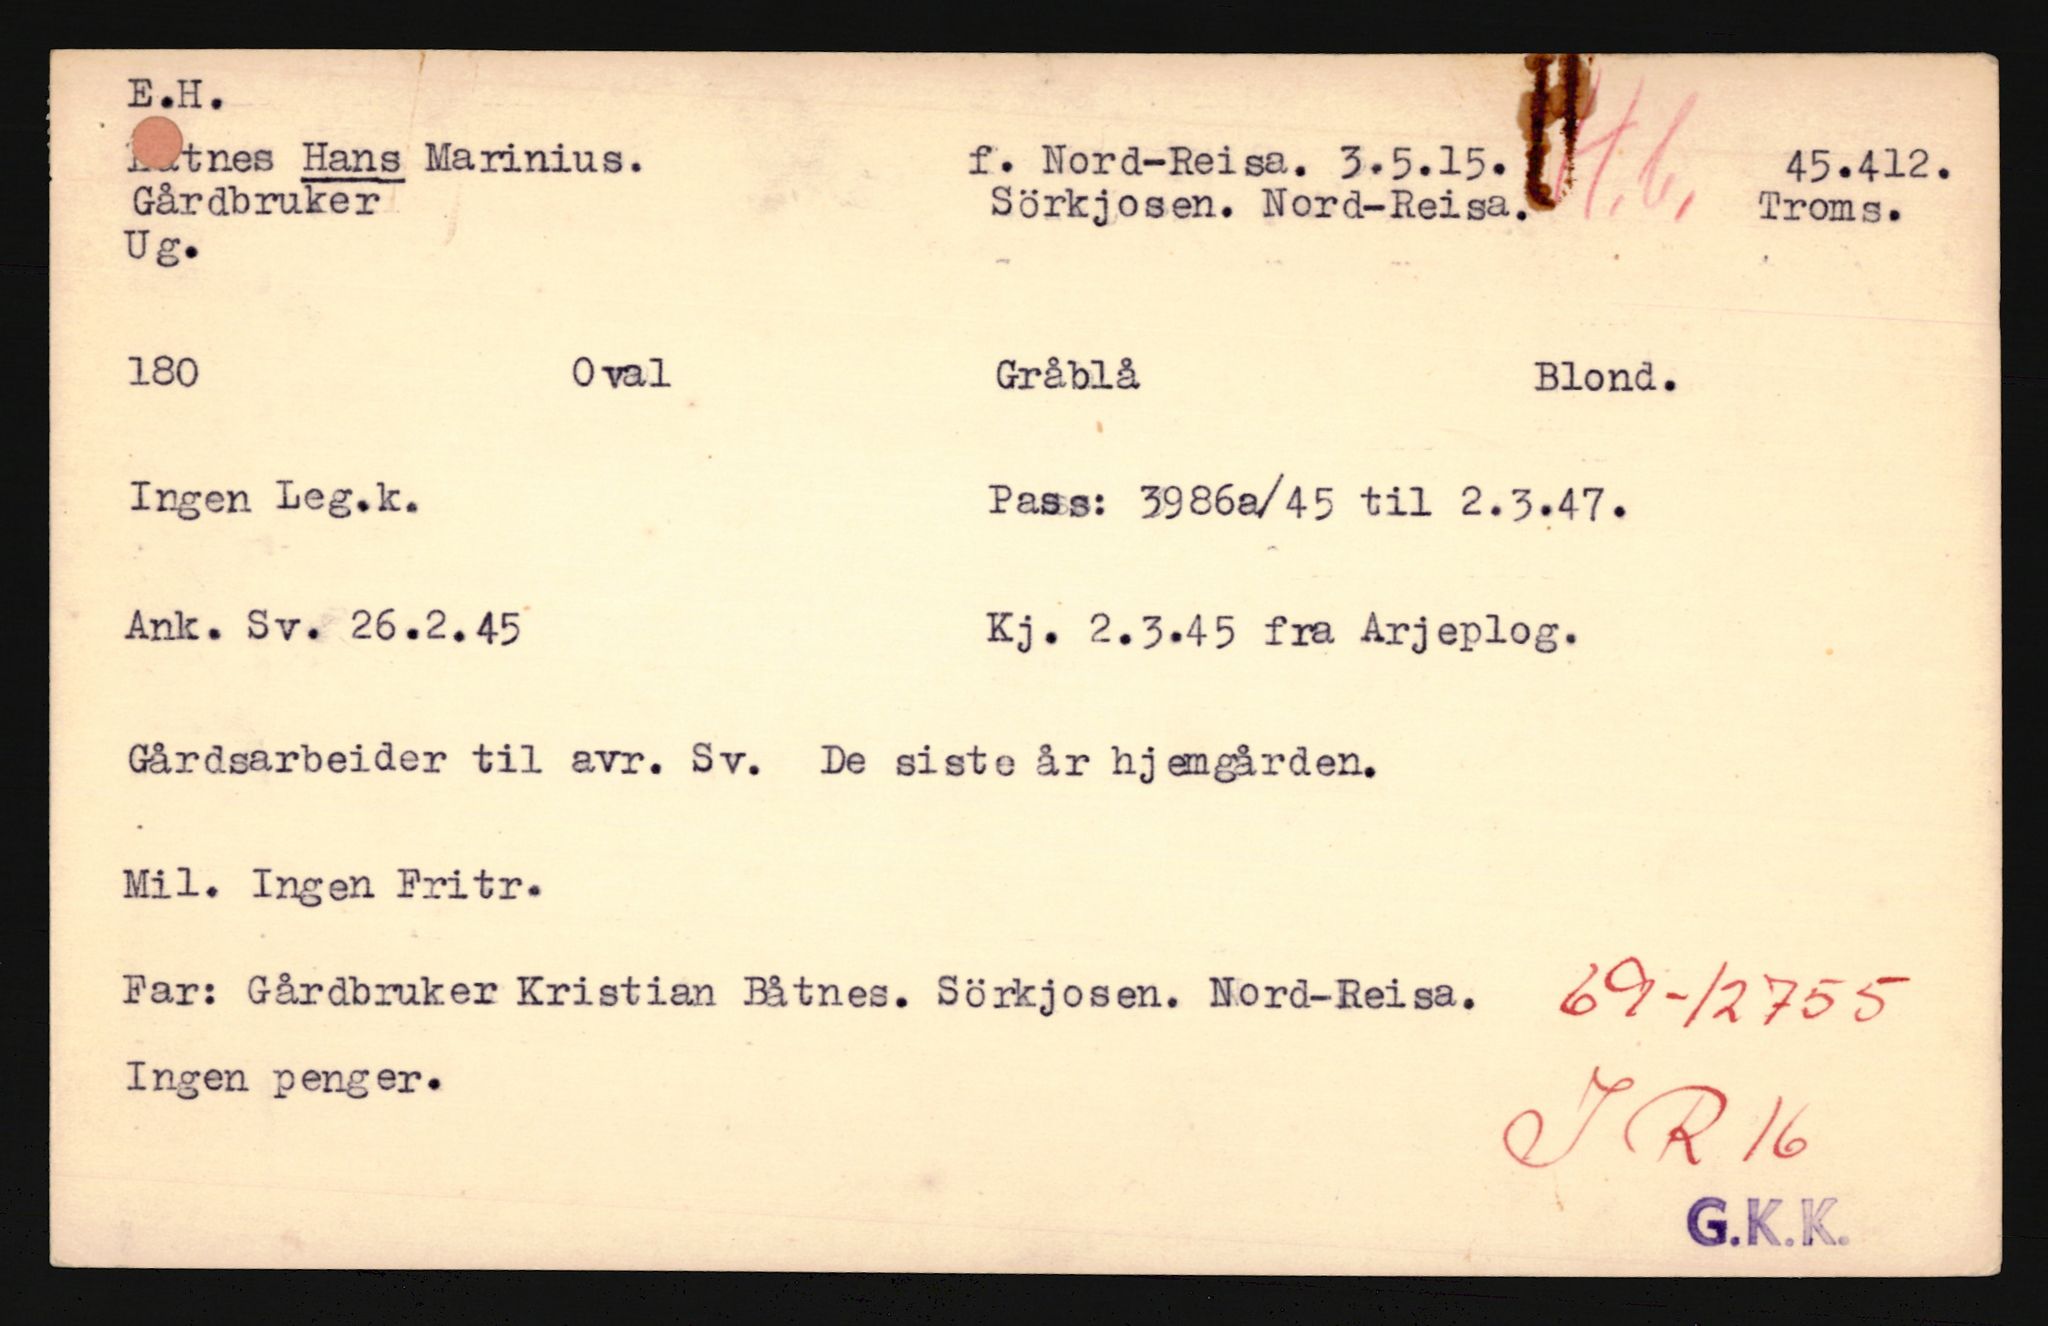 E.H.
Båtnes Hans Marinius. f. Nord-Reisa. 3.5.15. 45.412.
Gårdbruker Sörkjosen. Nord-Reisa. Troms.
Ug.
180 Oval Gråblå Blond.
Ingen Leg.k. Pass: 3986a/45 til 2.3.47.
Ank. Sv. 26.2.45 Kj. 2.3.45 fra Arjeplog.
Gårdsarbeider til avr. Sv. De siste år hjemgården.
Mil. Ingen Fritr.
Far: Gårdbruker Kristian Båtnes. Sörkjosen. Nord-Reisa. 69-12755
Ingen penger.
I R 16
G.K.K.